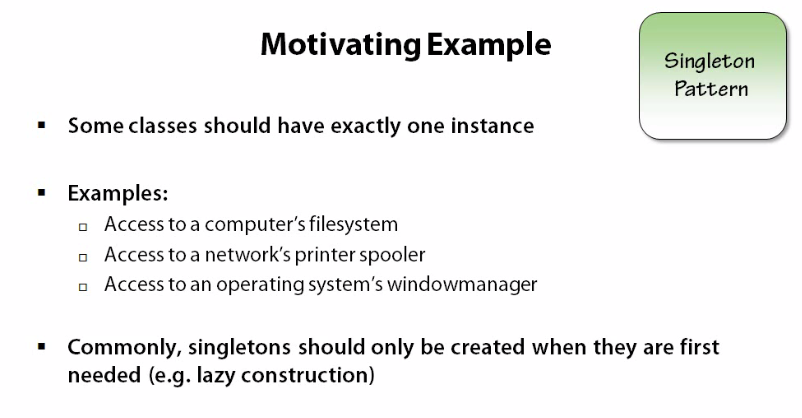 Motivating Example
Singleton
Pattern
▪ Some classes should have exactly one instance
▪ Examples:
▫ Access to a computer's filesystem
▫ Access to a network's printer spooler
▫ Access to an operating system's windowmanager
▪ Commonly, singletons should only be created when they are first
needed (e.g. lazy construction)